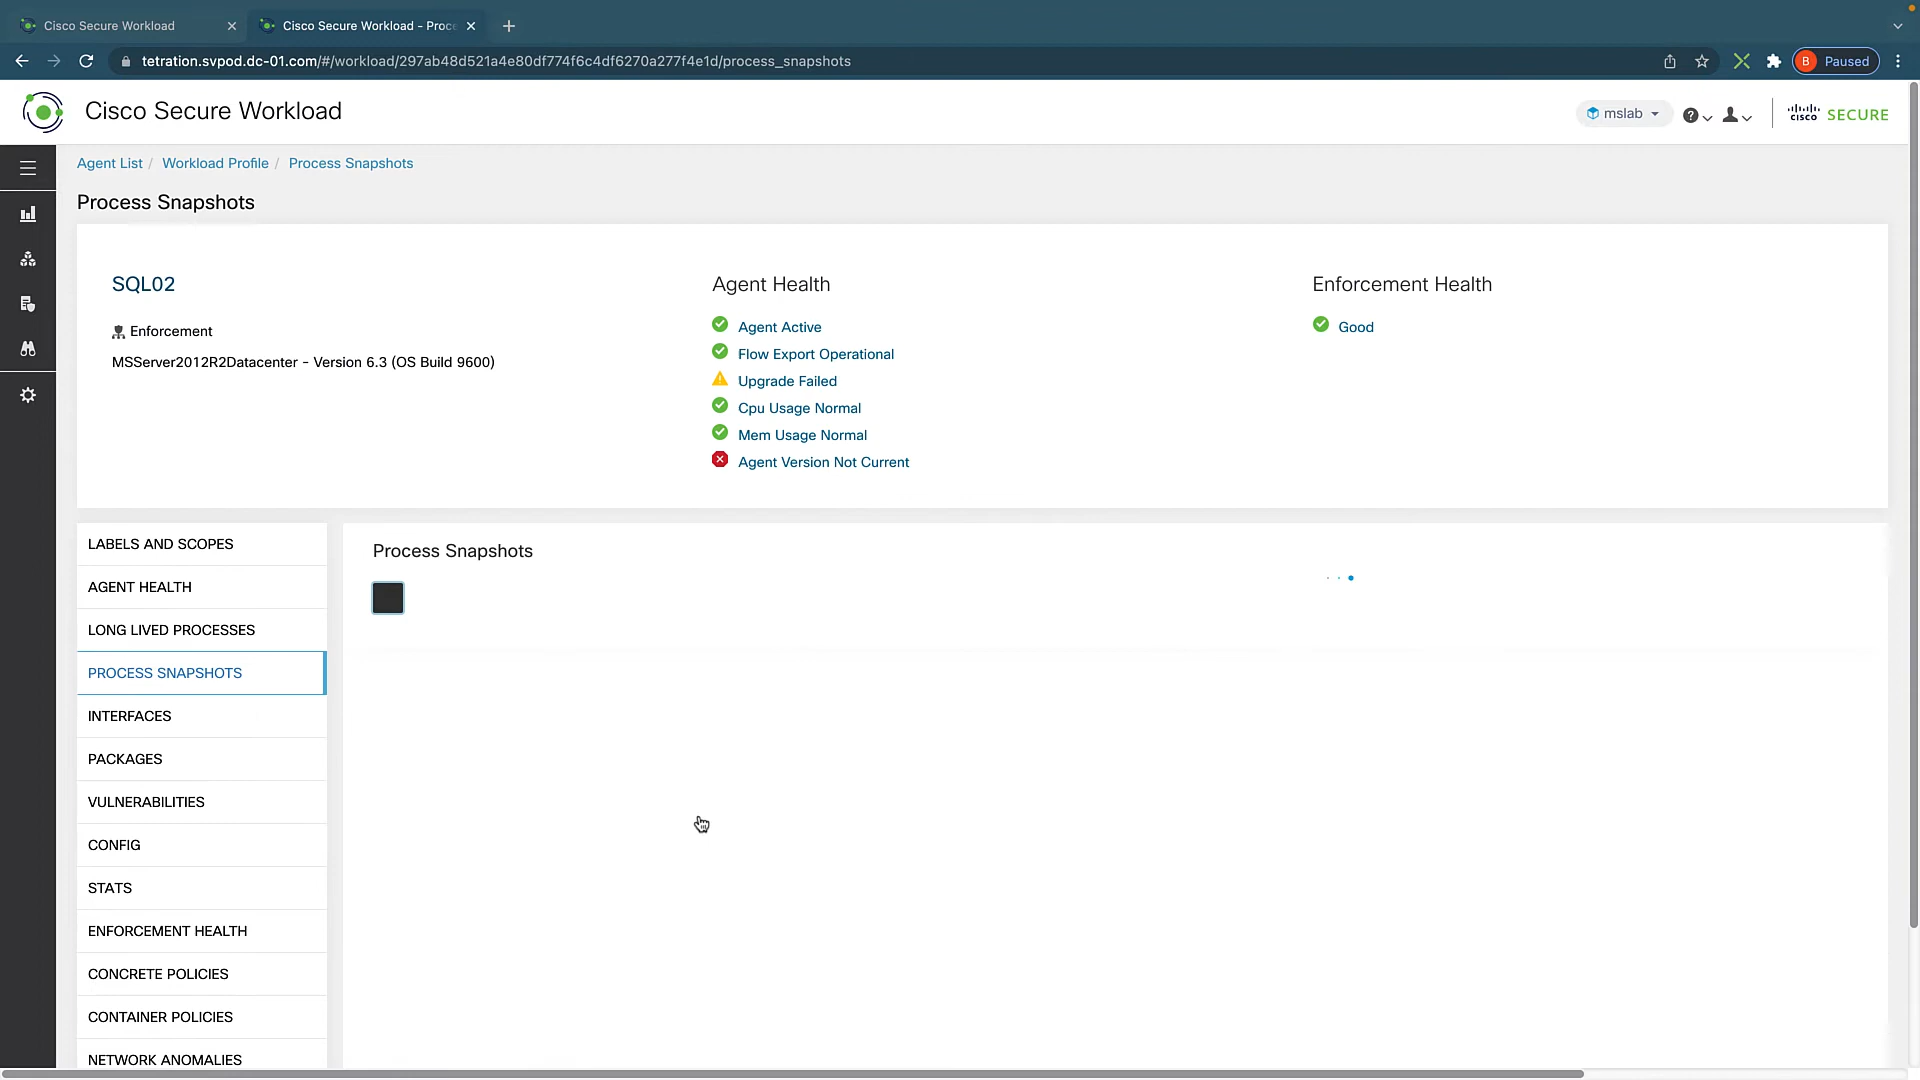 Cisco Secure Workload
Cisco Secure Workload - Proce
tetration.svpod.dc-01.com/#/workload/297ab48d521a4e80df774f6c4df6270a277f4e1d/process_snapshots
B Paused
Cisco Secure Workload
mslab
cisco SECURE
Agent List / Workload Profile / Process Snapshots
Process Snapshots
SQL02
Enforcement
MSServer2012R2Datacenter - Version 6.3 (OS Build 9600)
Agent Health
Agent Active
Flow Export Operational
Upgrade Failed
Cpu Usage Normal
Mem Usage Normal
Agent Version Not Current
Enforcement Health
Good
LABELS AND SCOPES
AGENT HEALTH
LONG LIVED PROCESSES
PROCESS SNAPSHOTS
INTERFACES
PACKAGES
VULNERABILITIES
CONFIG
STATS
ENFORCEMENT HEALTH
CONCRETE POLICIES
CONTAINER POLICIES
NETWORK ANOMALIES
Process Snapshots